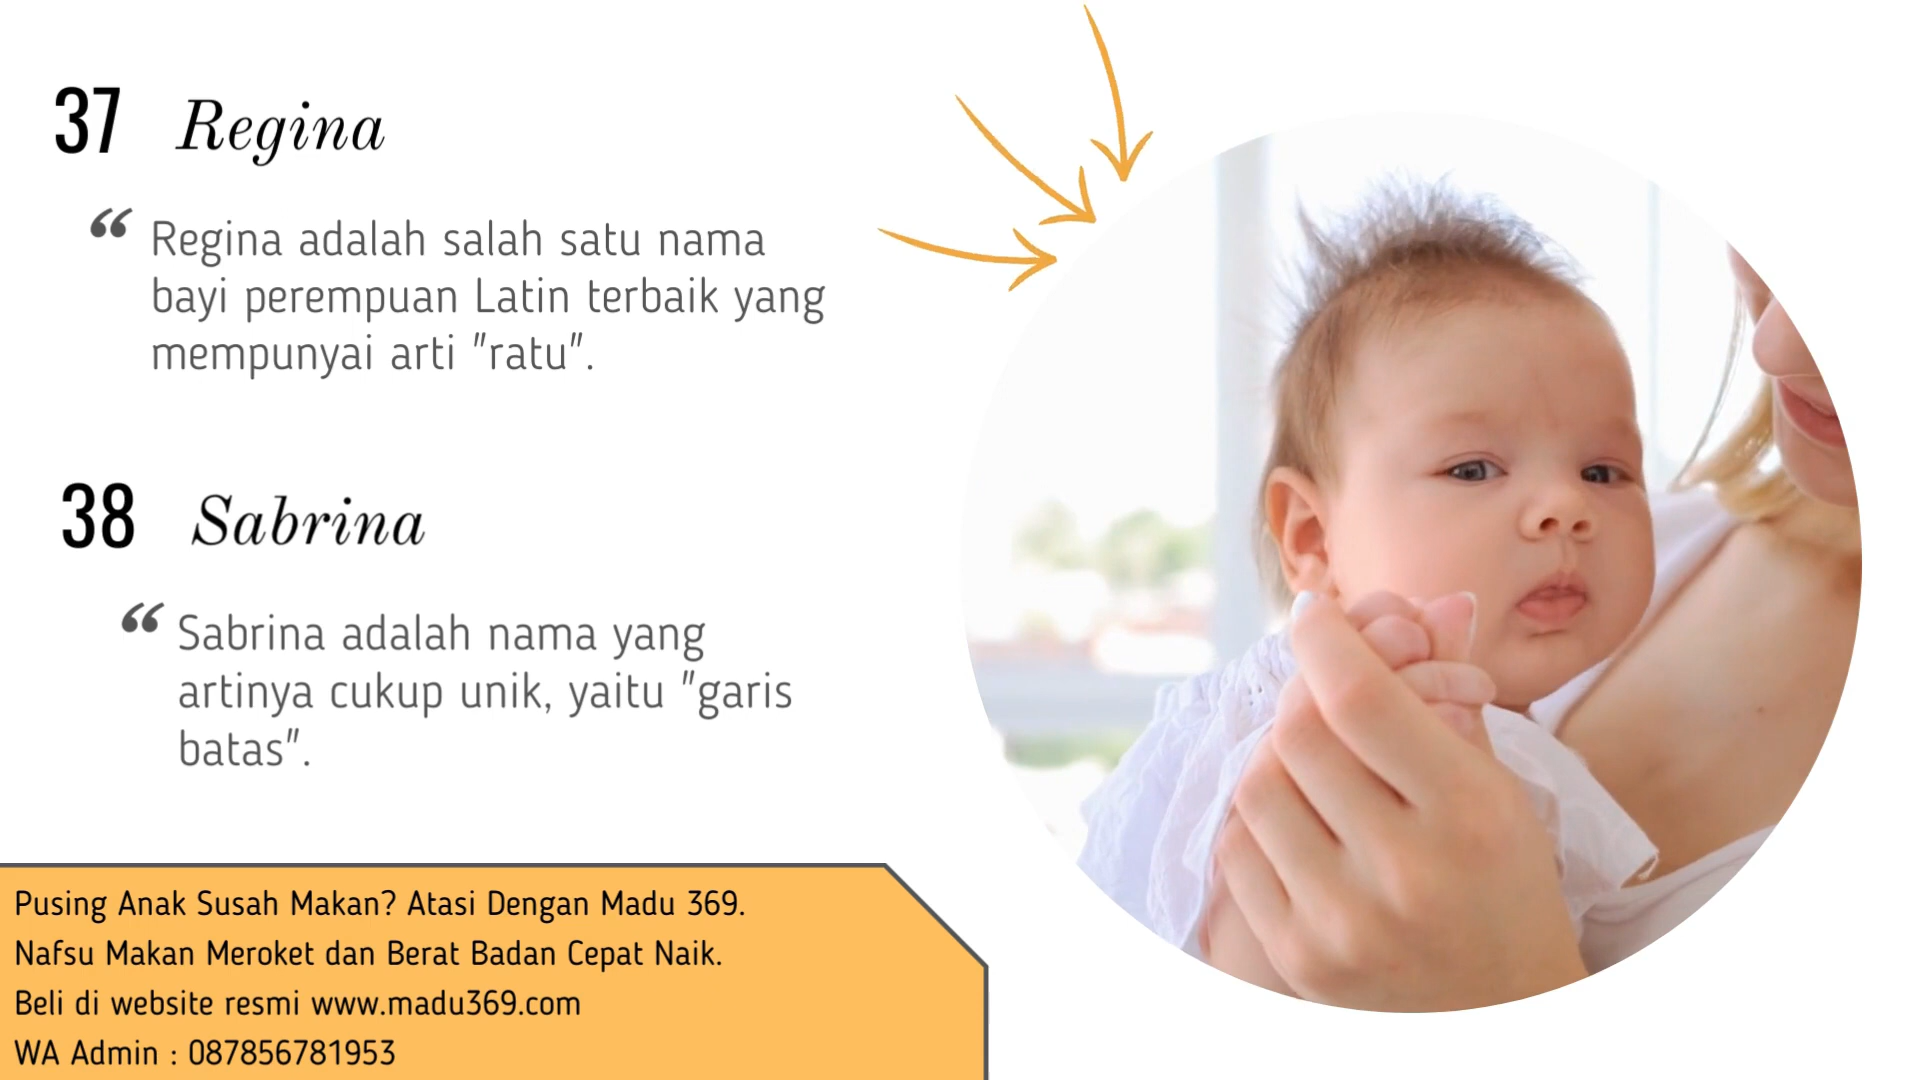 37 Regina
“ Regina adalah salah satu nama
bayi perempuan Latin terbaik yang
mempunyai arti "ratu".
38 Sabrina
“ Sabrina adalah nama yang
artinya cukup unik, yaitu "garis
batas".
Pusing Anak Susah Makan? Atasi Dengan Madu 369.
Nafsu Makan Meroket dan Berat Badan Cepat Naik.
Beli di website resmi www.madu369.com
WA Admin : 087856781953